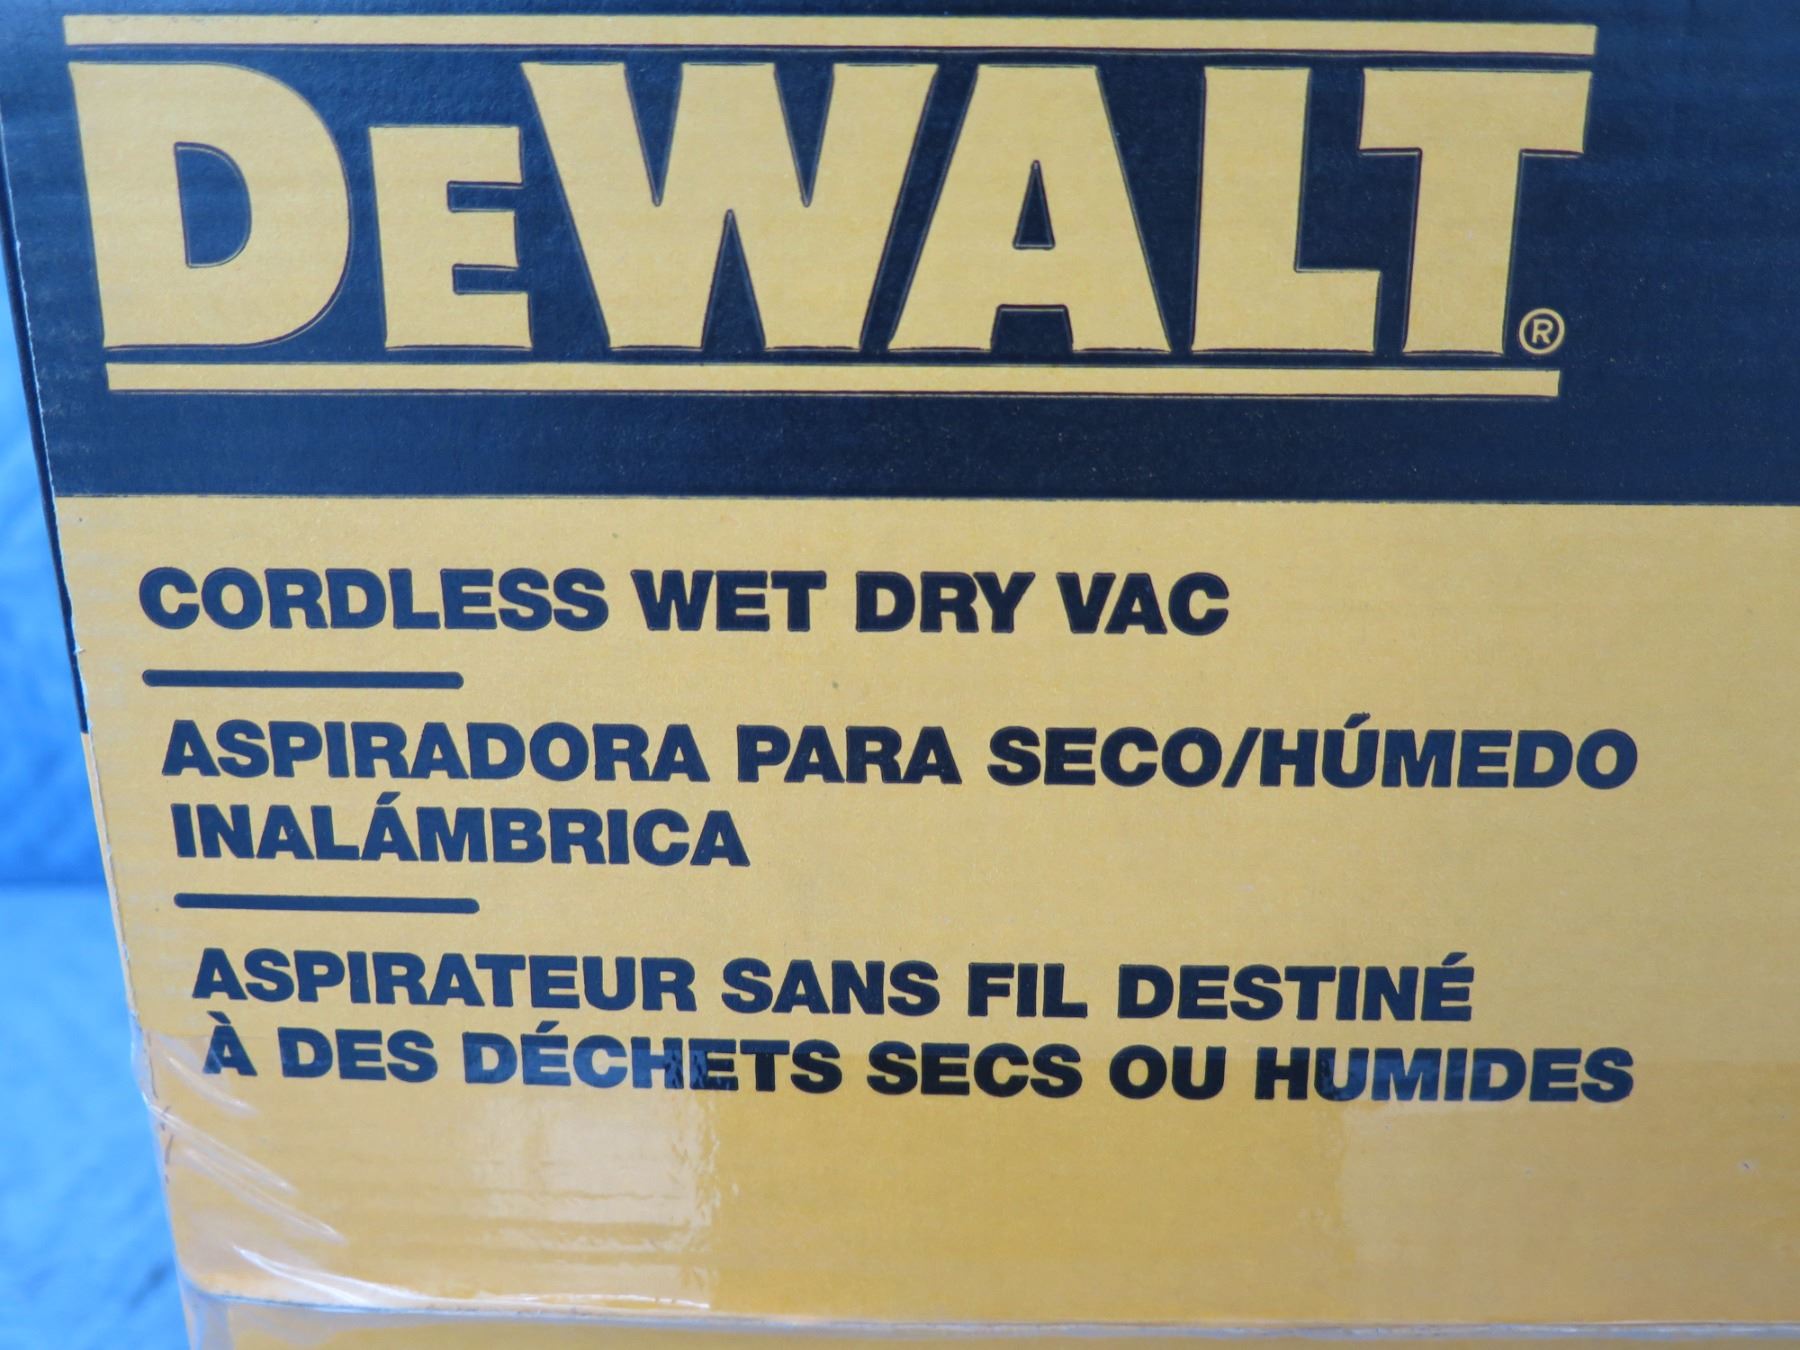 DEWALT®
CORDLESS WET DRY VAC
ASPIRADORA PARA SECO/HÚMEDO
INALÁMBRICA
ASPIRATEUR SANS FIL DESTINÉ
À DES DÉCHETS SECS OU HUMIDES